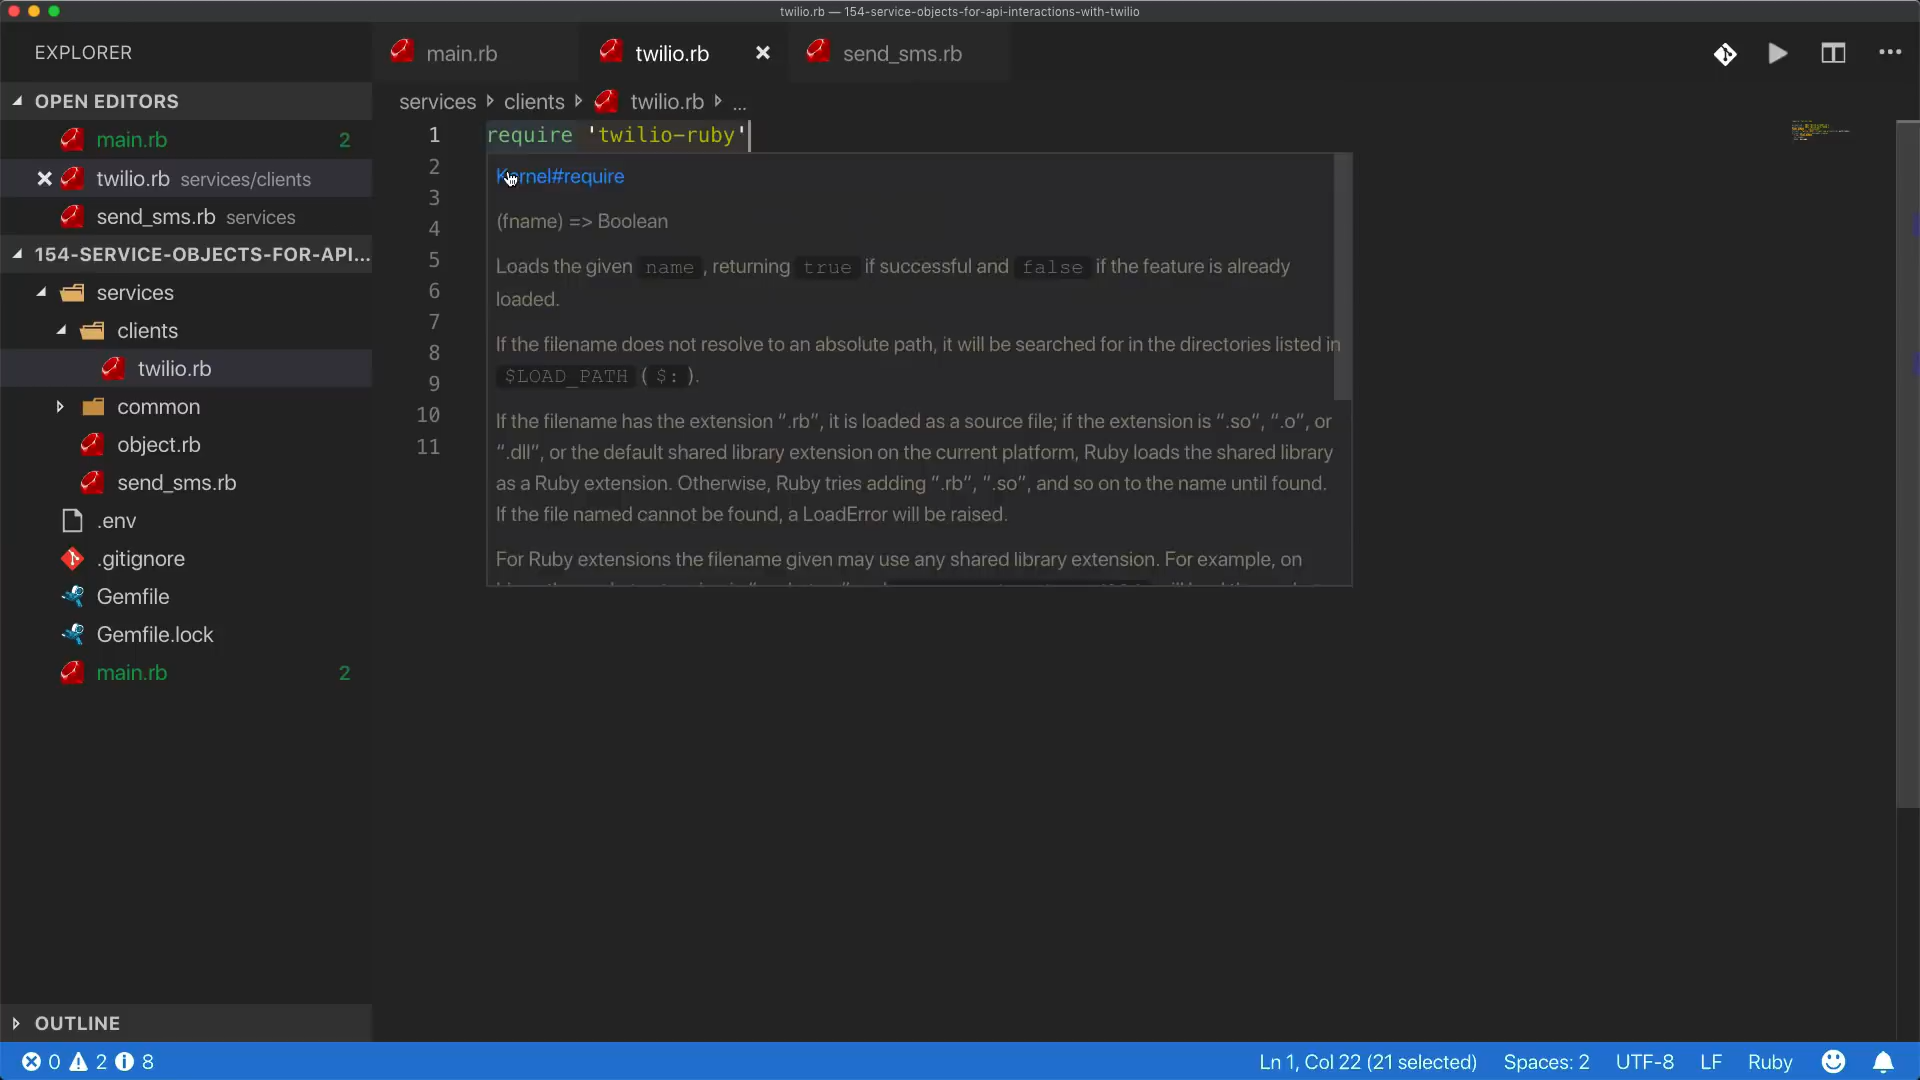 twilio.rb — 154-service-objects-for-api-interactions-with-twilio
EXPLORER
main.rb
twilio.rb
send_sms.rb
OPEN EDITORS
services clients twilio.rb ...
main.rb 2
twilio.rb services/clients
send_sms.rb services
154-SERVICE-OBJECTS-FOR-API...
services
clients
twilio.rb
common
object.rb
send_sms.rb
.env
.gitignore
Gemfile
Gemfile.lock
main.rb 2
OUTLINE
1 require 'twilio-ruby'
2
3
4
5
6
7
8
9
10
11
Kernel#require
(fname) => Boolean
Loads the given name, returning true if successful and false if the feature is already
loaded.
If the filename does not resolve to an absolute path, it will be searched for in the directories listed in
$LOAD_PATH ( $: ).
If the filename has the extension “.rb”, it is loaded as a source file; if the extension is “.so”, “.o”, or
“.dll”, or the default shared library extension on the current platform, Ruby loads the shared library
as a Ruby extension. Otherwise, Ruby tries adding “.rb”, “.so”, and so on to the name until found.
If the file named cannot be found, a LoadError will be raised.
For Ruby extensions the filename given may use any shared library extension. For example, on
0 2 8
Ln 1, Col 22 (21 selected) Spaces: 2 UTF-8 LF Ruby